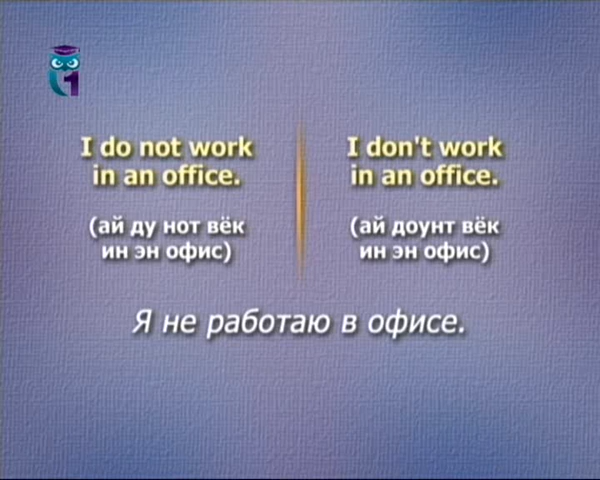 1
I do not work
in an office.
(ай ду нот вёк
ин эн офис)
I don't work
in an office.
(ай доунт вёк
ин эн офис)
Я не работаю в офисе.